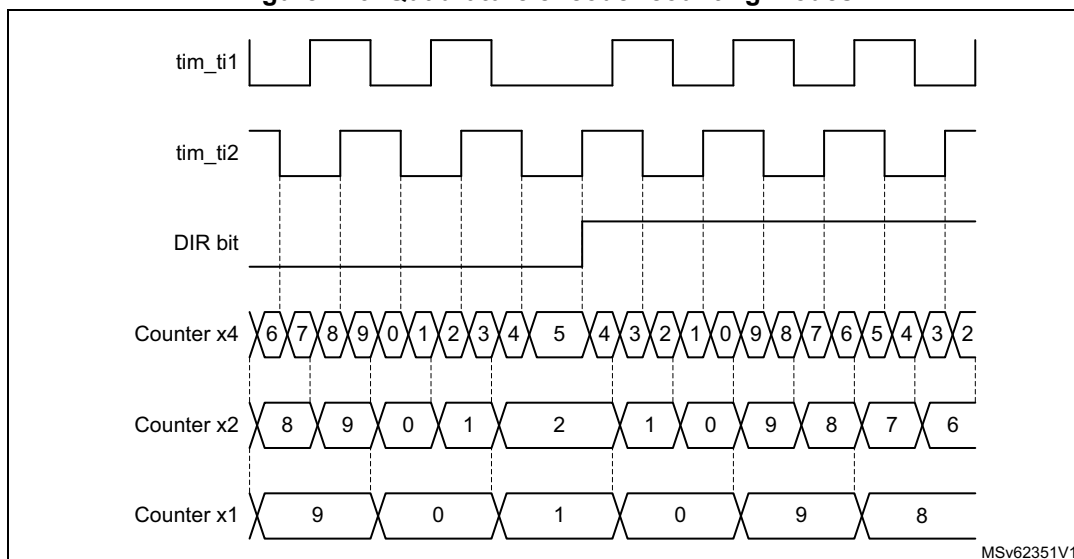 tim_ti1
tim_ti2
DIR bit
Counter x4 6 7 8 9 0 1 2 3 4 5 4 3 2 1 0 9 8 7 6 5 4 3 2
Counter x2 8 9 0 1 2 1 0 9 8 7 6
Counter x1 9 0 1 0 9 8
MSv62351V1